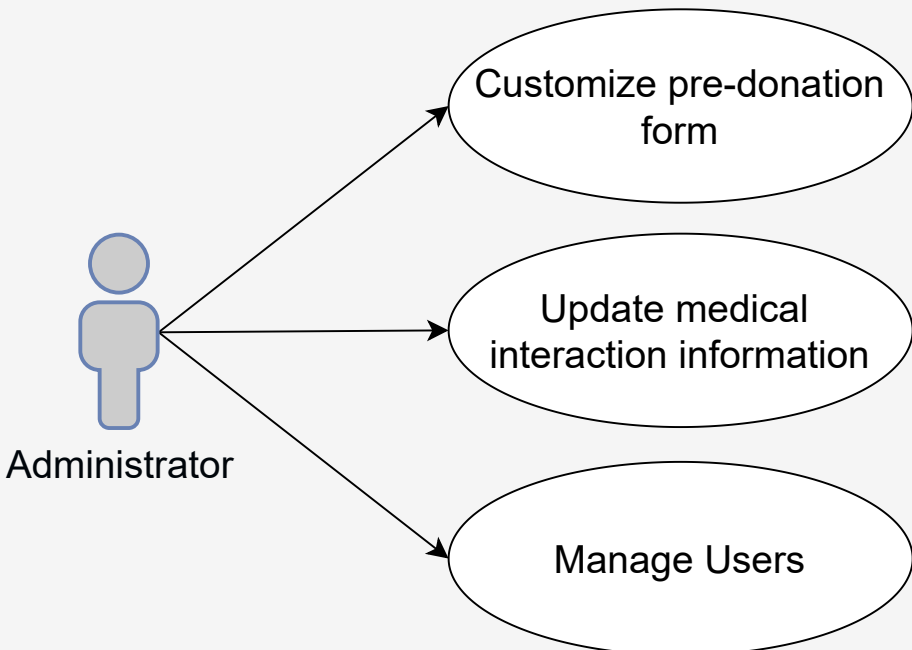 Customize pre-donation
form
Update medical
interaction information
Administrator
Manage Users